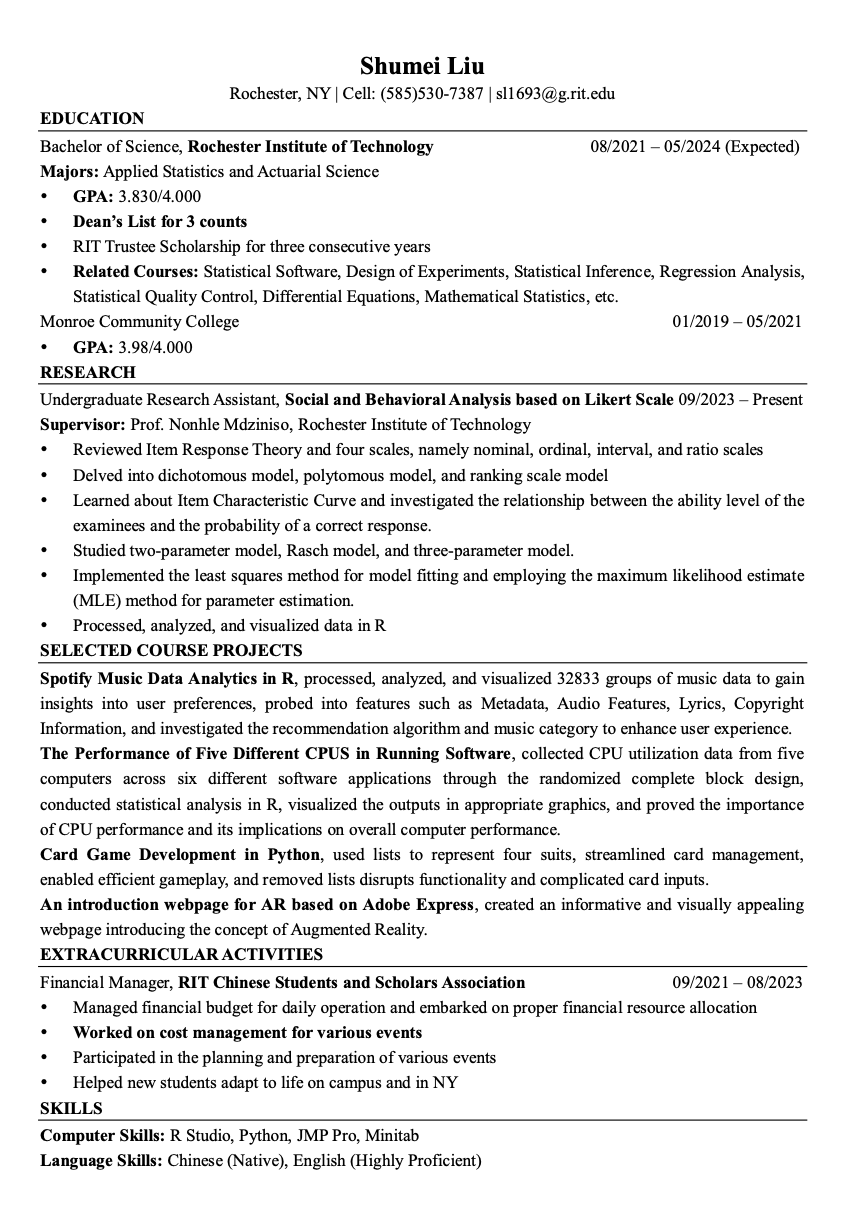 Shumei Liu
Rochester, NY | Cell: (585)530-7387 | sl1693@g.rit.edu
EDUCATION
Bachelor of Science, Rochester Institute of Technology 08/2021 – 05/2024 (Expected)
Majors: Applied Statistics and Actuarial Science
• GPA: 3.830/4.000
• Dean’s List for 3 counts
• RIT Trustee Scholarship for three consecutive years
• Related Courses: Statistical Software, Design of Experiments, Statistical Inference, Regression Analysis,
Statistical Quality Control, Differential Equations, Mathematical Statistics, etc.
Monroe Community College 01/2019 – 05/2021
• GPA: 3.98/4.000
RESEARCH
Undergraduate Research Assistant, Social and Behavioral Analysis based on Likert Scale 09/2023 – Present
Supervisor: Prof. Nonhle Mdziniso, Rochester Institute of Technology
• Reviewed Item Response Theory and four scales, namely nominal, ordinal, interval, and ratio scales
• Delved into dichotomous model, polytomous model, and ranking scale model
• Learned about Item Characteristic Curve and investigated the relationship between the ability level of the
examinees and the probability of a correct response.
• Studied two-parameter model, Rasch model, and three-parameter model.
• Implemented the least squares method for model fitting and employing the maximum likelihood estimate
(MLE) method for parameter estimation.
• Processed, analyzed, and visualized data in R
SELECTED COURSE PROJECTS
Spotify Music Data Analytics in R, processed, analyzed, and visualized 32833 groups of music data to gain
insights into user preferences, probed into features such as Metadata, Audio Features, Lyrics, Copyright
Information, and investigated the recommendation algorithm and music category to enhance user experience.
The Performance of Five Different CPUS in Running Software, collected CPU utilization data from five
computers across six different software applications through the randomized complete block design,
conducted statistical analysis in R, visualized the outputs in appropriate graphics, and proved the importance
of CPU performance and its implications on overall computer performance.
Card Game Development in Python, used lists to represent four suits, streamlined card management,
enabled efficient gameplay, and removed lists disrupts functionality and complicated card inputs.
An introduction webpage for AR based on Adobe Express, created an informative and visually appealing
webpage introducing the concept of Augmented Reality.
EXTRACURRICULAR ACTIVITIES
Financial Manager, RIT Chinese Students and Scholars Association 09/2021 – 08/2023
• Managed financial budget for daily operation and embarked on proper financial resource allocation
• Worked on cost management for various events
• Participated in the planning and preparation of various events
• Helped new students adapt to life on campus and in NY
SKILLS
Computer Skills: R Studio, Python, JMP Pro, Minitab
Language Skills: Chinese (Native), English (Highly Proficient)